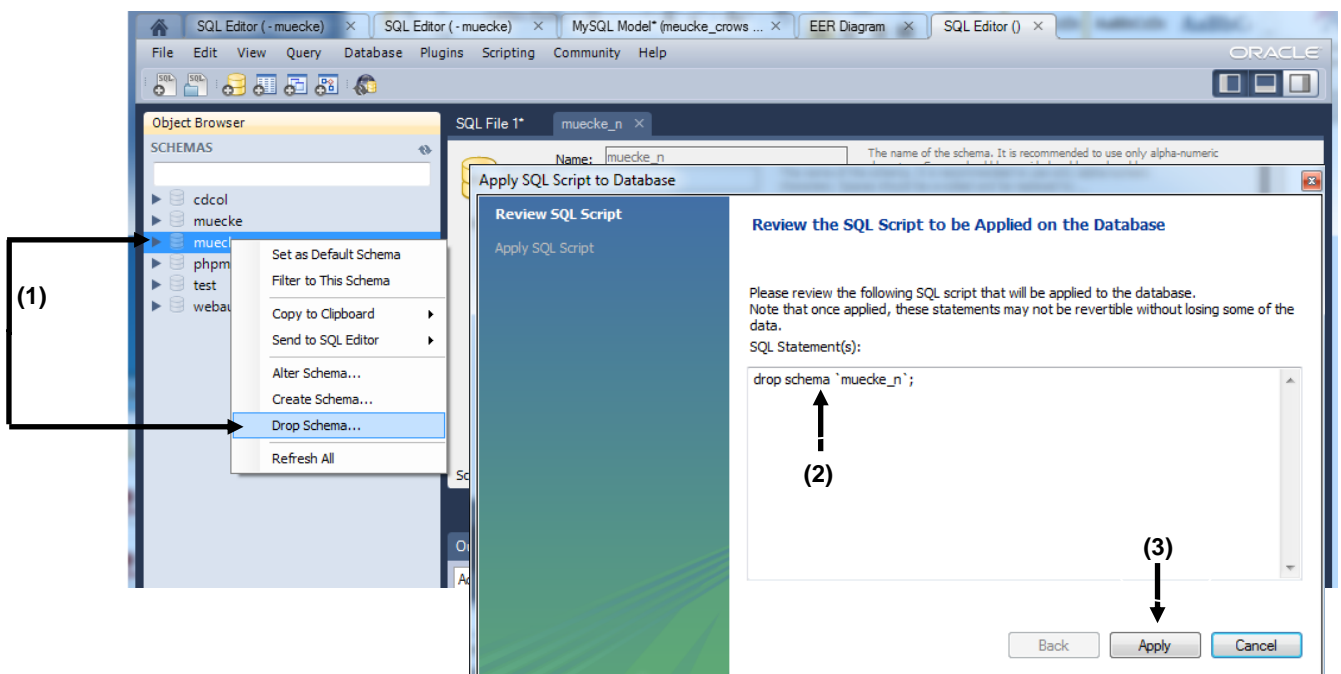 SQL Editor ( - muecke) × SQL Editor ( - muecke) × MySQL Model* (meucke_crows ... × EER Diagram × SQL Editor () ×
File Edit View Query Database Plugins Scripting Community Help
ORACLE
Object Browser
SCHEMAS
cdcol
muecke
muecl
phpm
test
webau
(1)
Set as Default Schema
Filter to This Schema
Copy to Clipboard
Send to SQL Editor
Alter Schema...
Create Schema...
Drop Schema...
Refresh All
SQL File 1* muecke_n ×
Name: muecke_n
The name of the schema. It is recommended to use only alpha-numeric
Apply SQL Script to Database
Review SQL Script
Apply SQL Script
Review the SQL Script to be Applied on the Database
Please review the following SQL script that will be applied to the database.
Note that once applied, these statements may not be revertible without losing some of the
data.
SQL Statement(s):
drop schema `muecke_n`;
(2)
(3)
Back Apply Cancel